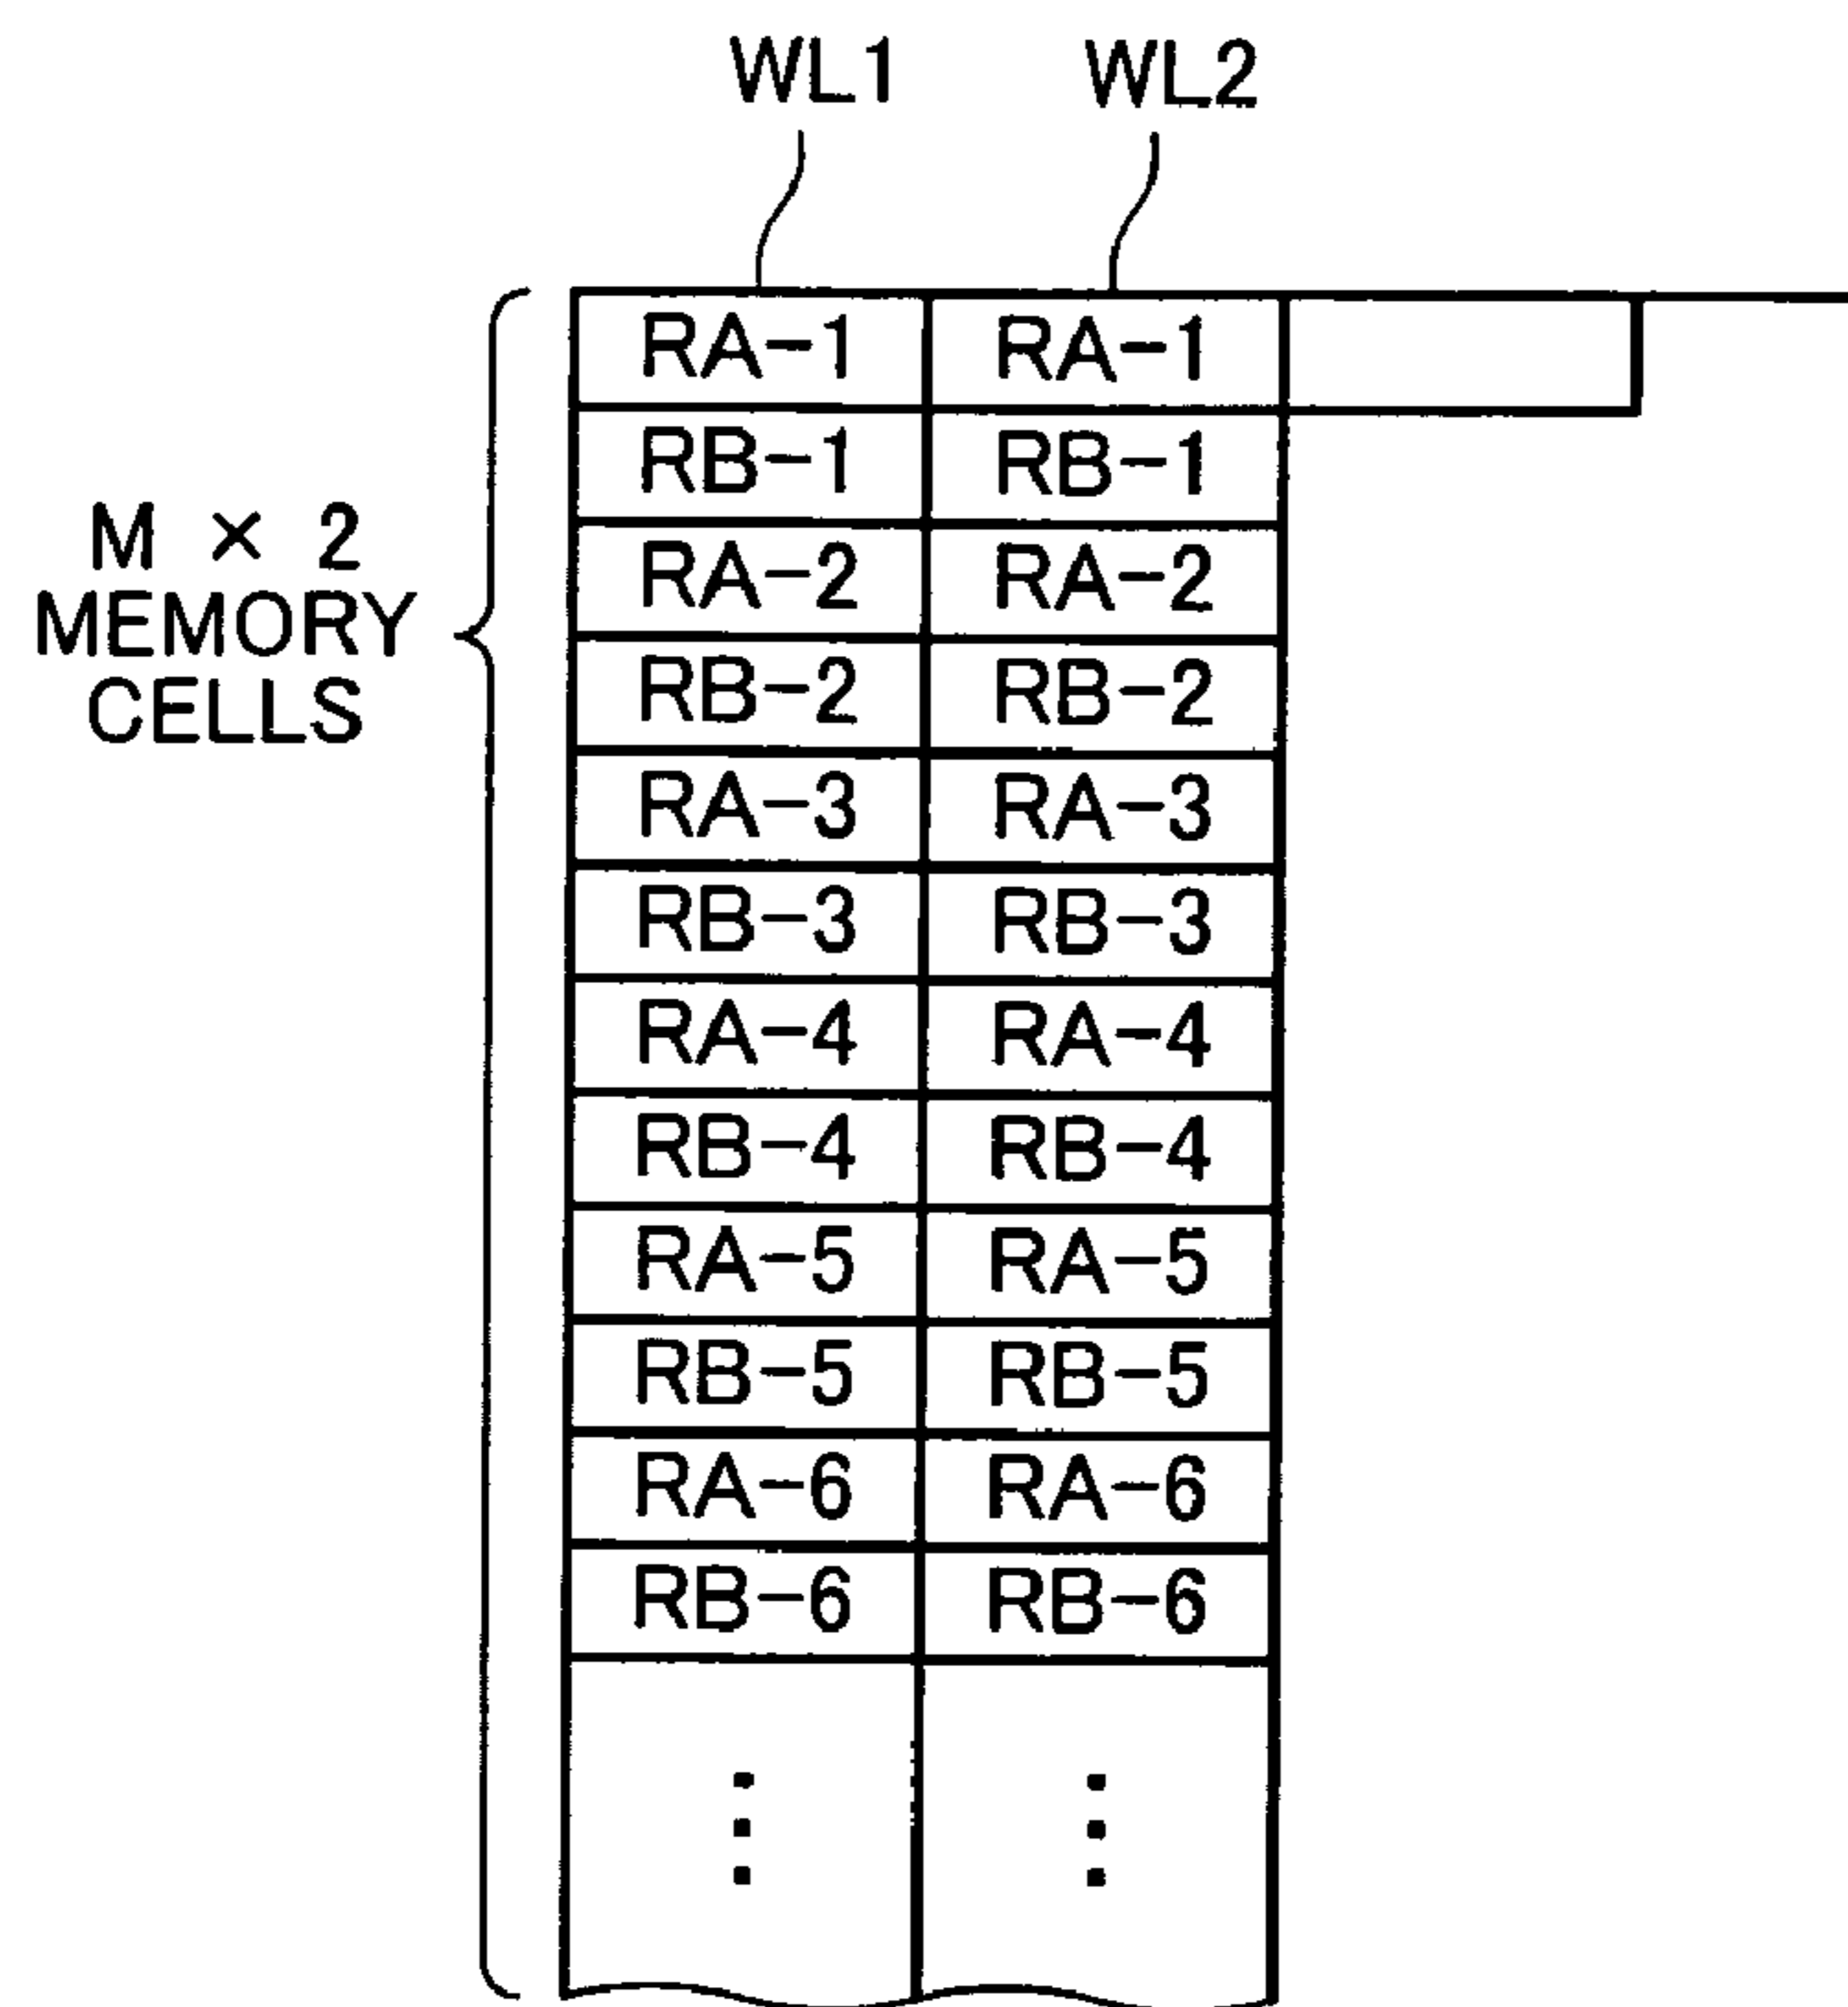 WL1 WL2
RA-1 RA-1
RB-1 RB-1
M × 2
MEMORY
CELLS
RA-2 RA-2
RB-2 RB-2
RA-3 RA-3
RB-3 RB-3
RA-4 RA-4
RB-4 RB-4
RA-5 RA-5
RB-5 RB-5
RA-6 RA-6
RB-6 RB-6